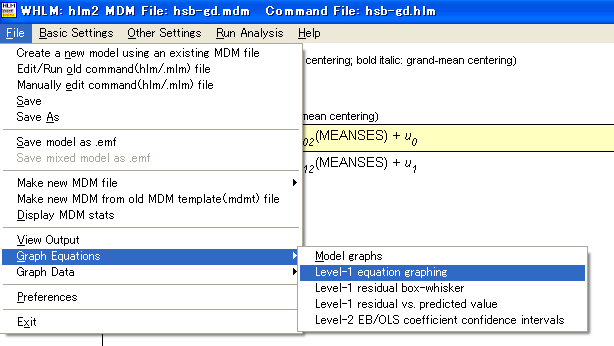 WHLM: hlm2 MDM File: hsb-gd.mdm Command File: hsb-gd.hlm
File Basic Settings Other Settings Run Analysis Help
Create a new model using an existing MDM file
Edit/Run old command(hlm/.mlm) file
Manually edit command(hlm/.mlm) file
Save
Save As
Save model as .emf
Save mixed model as .emf
Make new MDM file
Make new MDM from old MDM template(mdmt) file
Display MDM stats
View Output
Graph Equations
Graph Data
Preferences
Exit
centering; bold italic: grand-mean centering)
mean centering)
02(MEANSES) + u0
12(MEANSES) + u1
Model graphs
Level-1 equation graphing
Level-1 residual box-whisker
Level-1 residual vs. predicted value
Level-2 EB/OLS coefficient confidence intervals